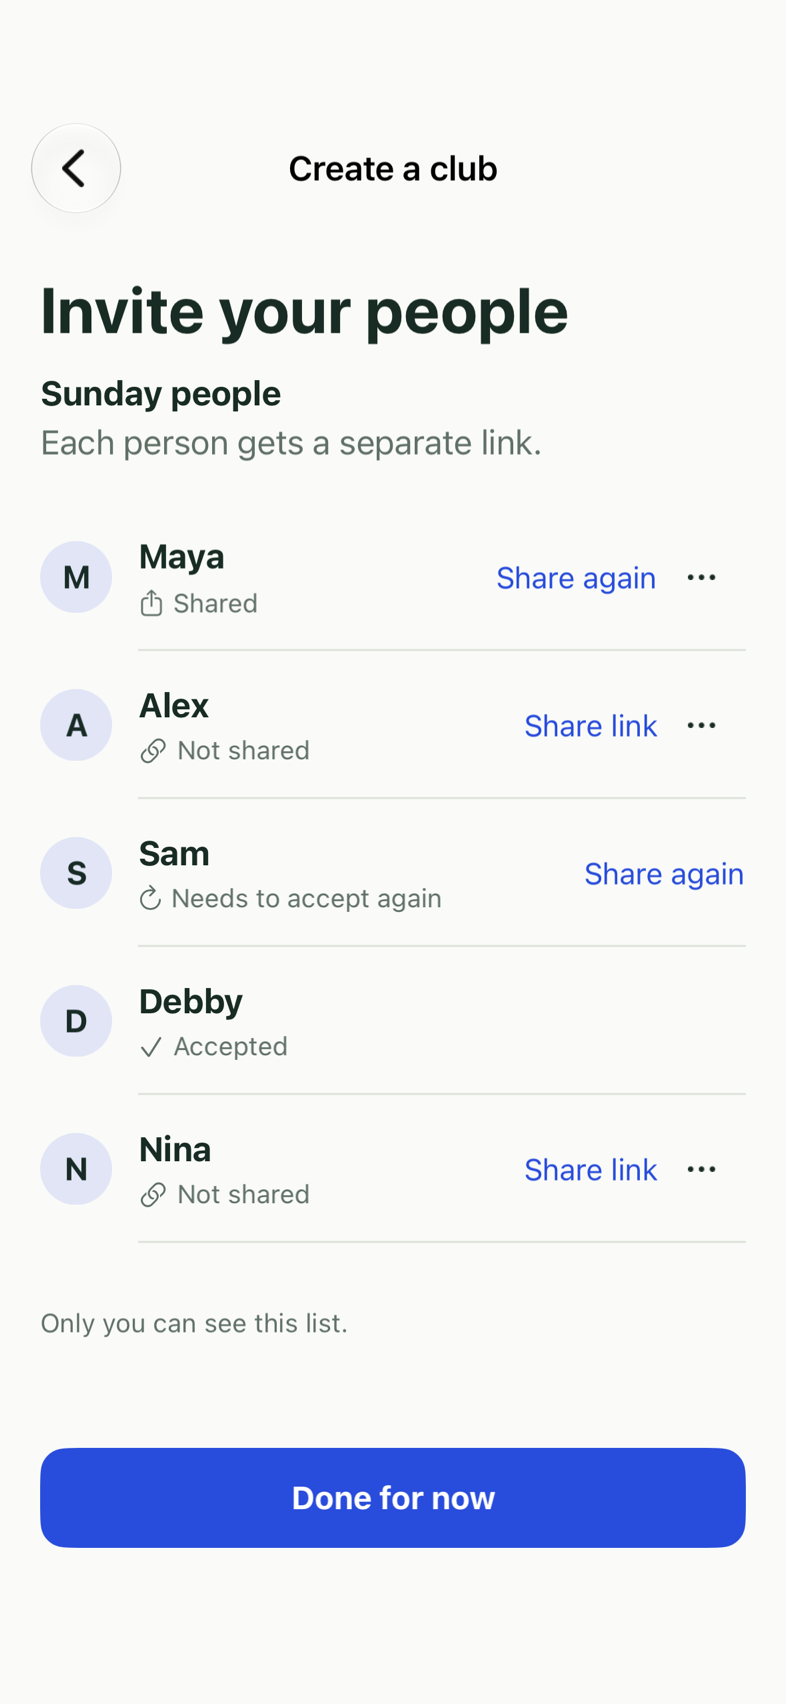 Create a club
Invite your people
Sunday people
Each person gets a separate link.
M
Maya
Shared
Share again
A
Alex
Not shared
Share link
S
Sam
Needs to accept again
Share again
D
Debby
Accepted
N
Nina
Not shared
Share link
Only you can see this list.
Done for now